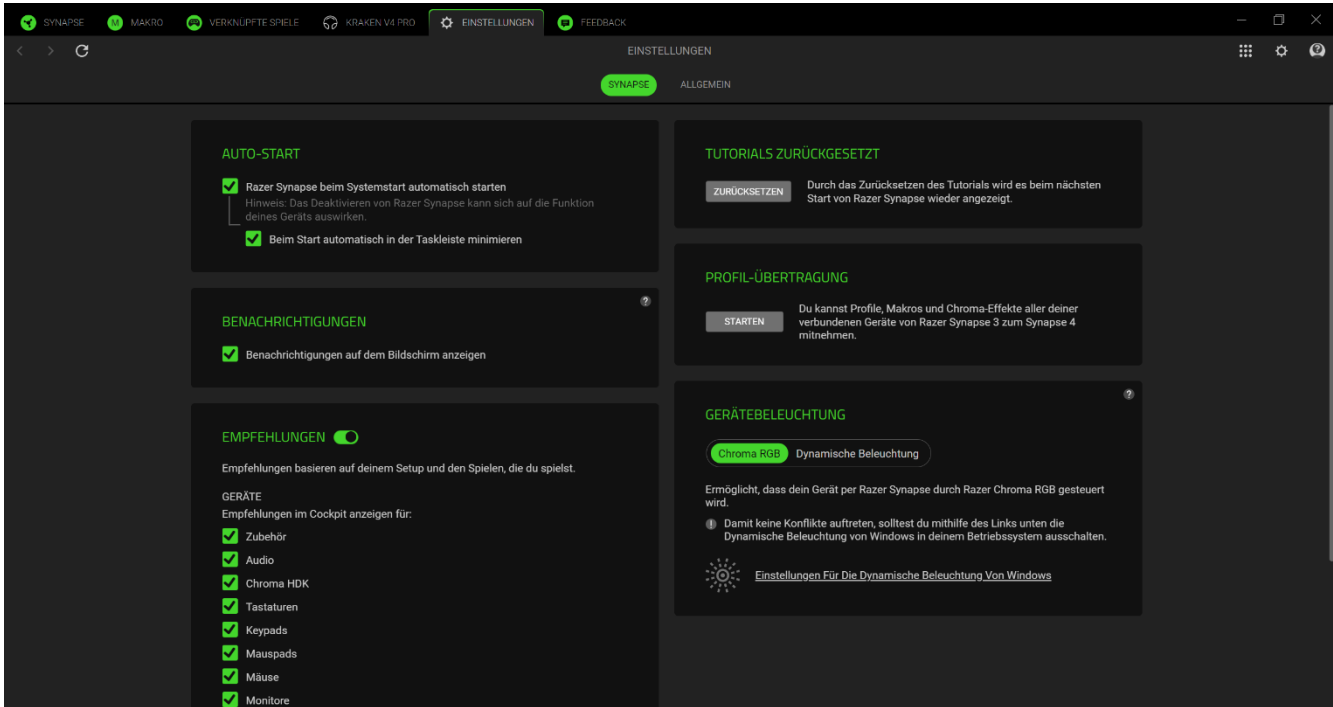 SYNAPSE
M MAKRO
VERKNÜPFTE SPIELE
KRAKEN V4 PRO
EINSTELLUNGEN
FEEDBACK
EINSTELLUNGEN
SYNAPSE
ALLGEMEIN
AUTO-START
Razer Synapse beim Systemstart automatisch starten
Hinweis: Das Deaktivieren von Razer Synapse kann sich auf die Funktion
deines Geräts auswirken.
Beim Start automatisch in der Taskleiste minimieren
BENACHRICHTIGUNGEN
?
Benachrichtigungen auf dem Bildschirm anzeigen
EMPFEHLUNGEN
Empfehlungen basieren auf deinem Setup und den Spielen, die du spielst.
GERÄTE
Empfehlungen im Cockpit anzeigen für:
Zubehör
Audio
Chroma HDK
Tastaturen
Keypads
Mauspads
Mäuse
Monitore
TUTORIALS ZURÜCKGESETZT
ZURÜCKSETZEN
Durch das Zurücksetzen des Tutorials wird es beim nächsten
Start von Razer Synapse wieder angezeigt.
PROFIL-ÜBERTRAGUNG
STARTEN
Du kannst Profile, Makros und Chroma-Effekte aller deiner
verbundenen Geräte von Razer Synapse 3 zum Synapse 4
mitnehmen.
?
GERÄTEBELEUCHTUNG
Chroma RGB
Dynamische Beleuchtung
Ermöglicht, dass dein Gerät per Razer Synapse durch Razer Chroma RGB gesteuert
wird.
! Damit keine Konflikte auftreten, solltest du mithilfe des Links unten die
Dynamische Beleuchtung von Windows in deinem Betriebssystem ausschalten.
Einstellungen Für Die Dynamische Beleuchtung Von Windows